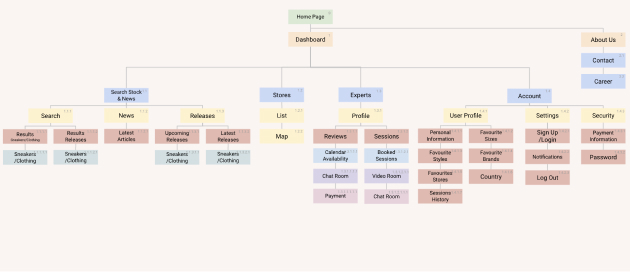 Home Page
Dashboard
About Us
Contact
Career
Search Stock
& News
Stores
Experts
Account
Search
News
Releases
List
Profile
User Profile
Settings
Security
Results
Sneakers/Clothing
Results
Releases
Latest
Articles
Upcoming
Releases
Latest
Releases
Map
Reviews
Sessions
Personal
Information
Favourite
Sizes
Sign Up
/Login
Payment
Information
Sneakers
/Clothing
Sneakers
/Clothing
Sneakers
/Clothing
Sneakers
/Clothing
Calendar
Availability
Booked
Sessions
Favourite
Styles
Favourite
Brands
Notifications
Password
Chat Room
Video Room
Favourited
Stores
Country
Log Out
Payment
Chat Room
Sessions
History